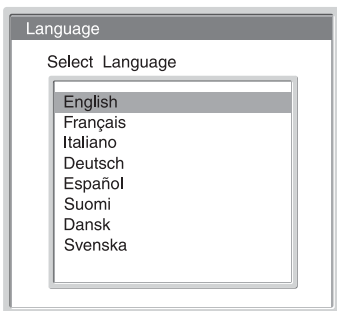 Language
Select Language
English
Français
Italiano
Deutsch
Español
Suomi
Dansk
Svenska